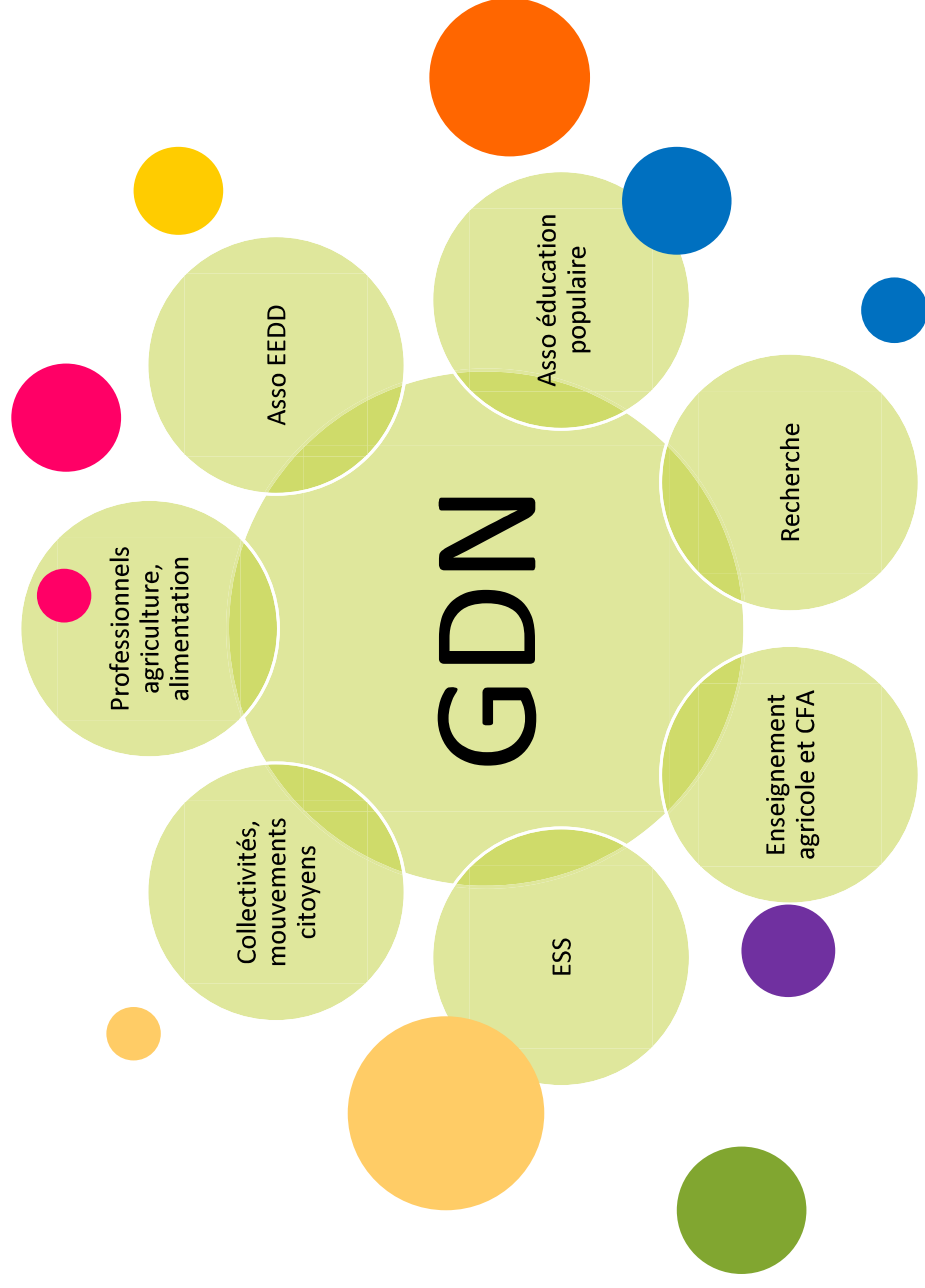 Professionnels
agriculture,
alimentation
Asso EEDD
Asso éducation
populaire
Recherche
Enseignement
agricole et CFA
ESS
Collectivités,
mouvements
citoyens
GDN